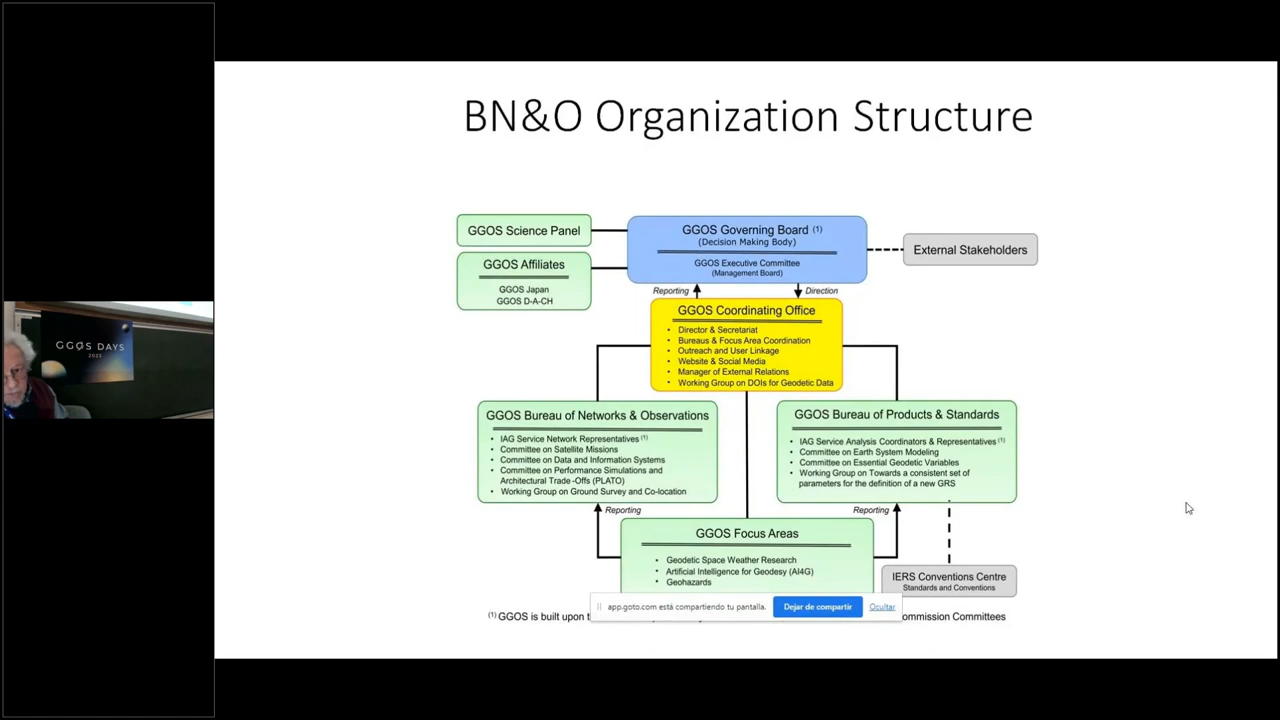 BN&O Organization Structure
GGOS Science Panel
GGOS Affiliates
GGOS Japan
GGOS D-A-CH
GGOS Governing Board (1)
(Decision Making Body)
GGOS Executive Committee
(Management Board)
External Stakeholders
Reporting
Direction
GGOS Coordinating Office
• Director & Secretariat
• Bureaus & Focus Area Coordination
• Outreach and User Linkage
• Website & Social Media
• Manager of External Relations
• Working Group on DOIs for Geodetic Data
GGOS DAYS
GGOS Bureau of Networks & Observations
• IAG Service Network Representatives (1)
• Committee on Satellite Missions
• Committee on Data and Information Systems
• Committee on Performance Simulations and
Architectural Trade -Offs (PLATO)
• Working Group on Ground Survey and Co-location
GGOS Bureau of Products & Standards
• IAG Service Analysis Coordinators & Representatives (1)
• Committee on Earth System Modeling
• Committee on Essential Geodetic Variables
• Working Group on Towards a consistent set of
parameters for the definition of a new GRS
Reporting
Reporting
GGOS Focus Areas
• Geodetic Space Weather Research
• Artificial Intelligence for Geodesy (AI4G)
• Geohazards
IERS Conventions Centre
Standards and Conventions
app.goto.com está compartiendo tu pantalla.
Dejar de compartir
Ocultar
(1) GGOS is built upon
Committees